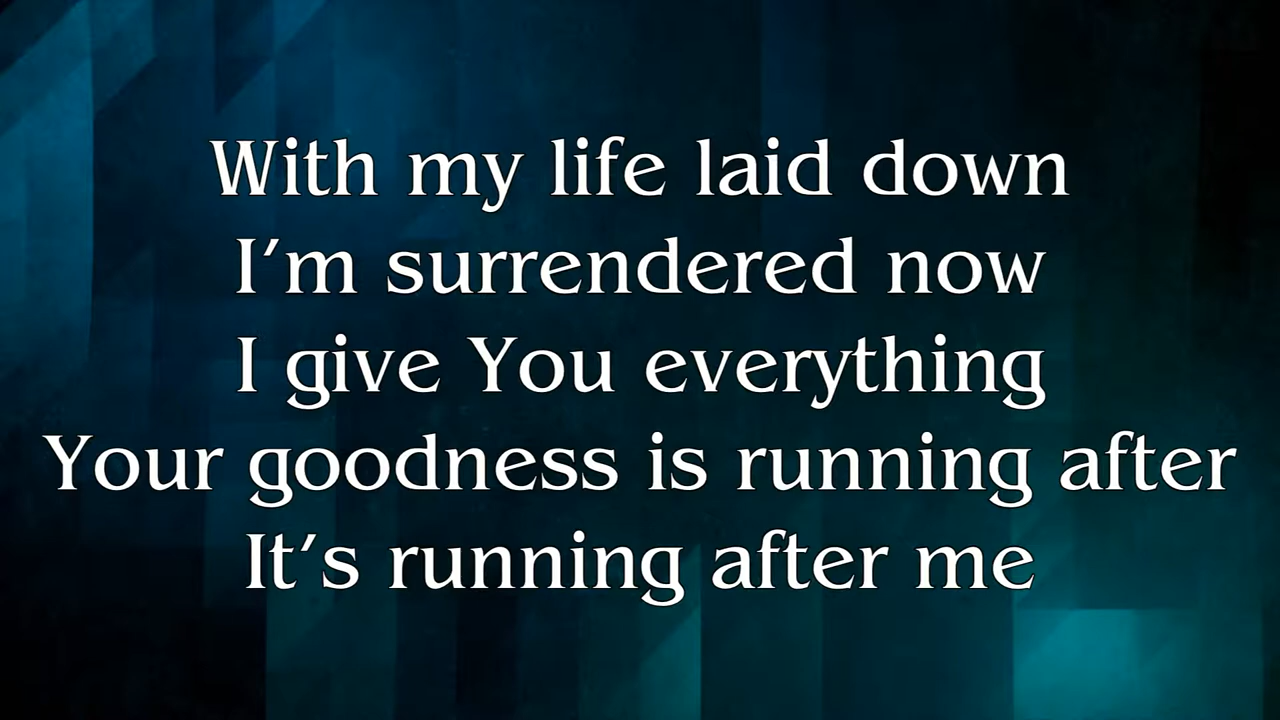 With my life laid down
I’m surrendered now
I give You everything
Your goodness is running after
It’s running after me